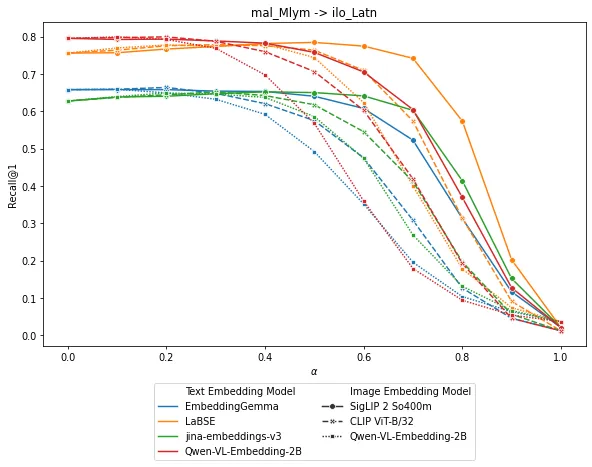 mal_Mlym -> ilo_Latn
Recall@1
0.8
0.7
0.6
0.5
0.4
0.3
0.2
0.1
0.0
0.0 0.2 0.4 0.6 0.8 1.0
α
Text Embedding Model
EmbeddingGemma
LaBSE
jina-embeddings-v3
Qwen-VL-Embedding-2B
Image Embedding Model
SigLIP 2 So400m
CLIP ViT-B/32
Qwen-VL-Embedding-2B